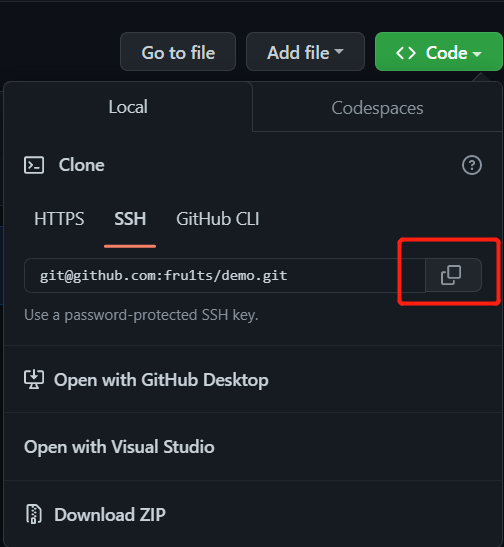 Go to file Add file Code
Local Codespaces
Clone
HTTPS SSH GitHub CLI
git@github.com:fru1ts/demo.git
Use a password-protected SSH key.
Open with GitHub Desktop
Open with Visual Studio
Download ZIP